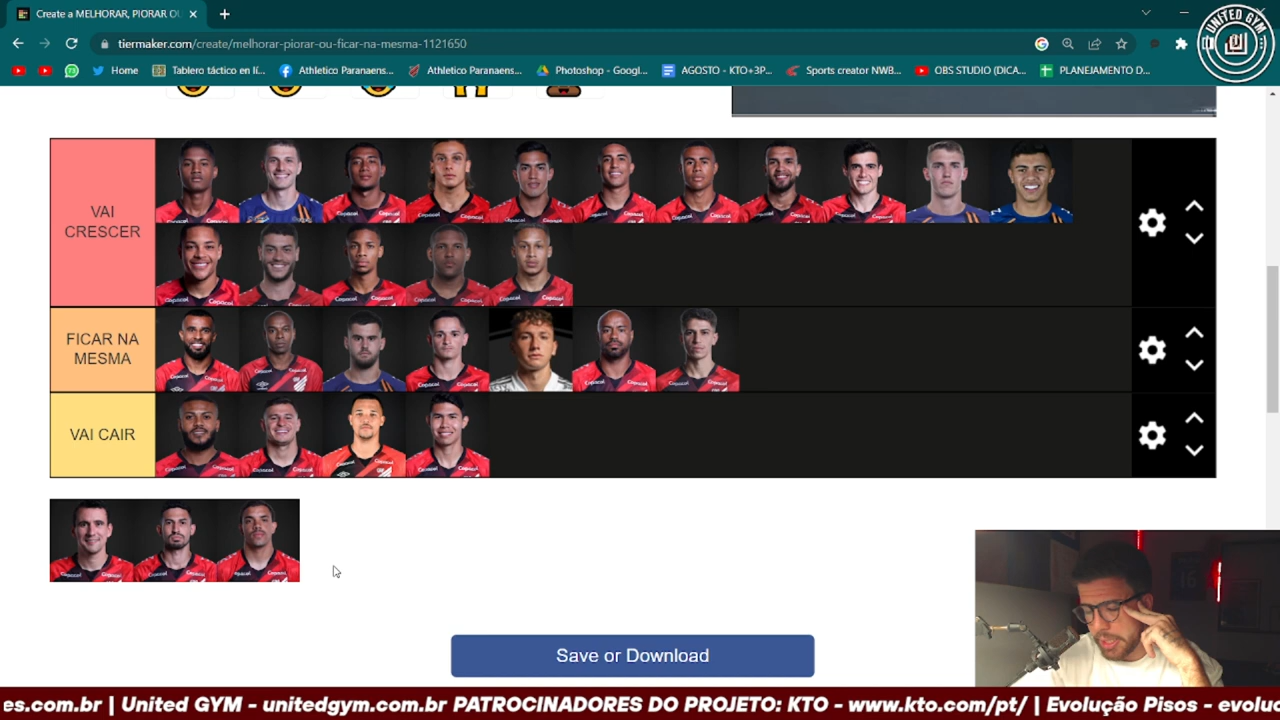 Create a MELHORAR, PIORAR OU
tiermaker.com/create/melhorar-piorar-ou-ficar-na-mesma-1121650
Home
Tablero táctico en lí...
Athletico Paranaens...
Athletico Paranaens...
Photoshop - Googl...
AGOSTO - KTO+3P...
Sports creator NWB...
OBS STUDIO (DICA...
PLANEJAMENTO D...
UNITED GYM
VAI
CRESCER
FICAR NA
MESMA
VAI CAIR
Save or Download
es.com.br | United GYM - unitedgym.com.br PATROCINADORES DO PROJETO: KTO - www.kto.com/pt/ | Evolução Pisos - evoluc